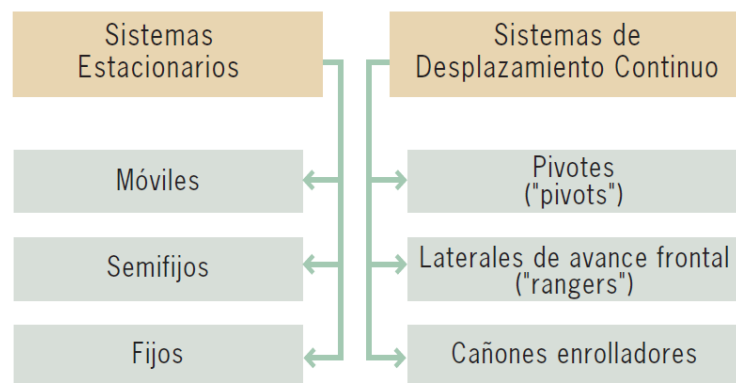 Sistemas
Estacionarios
Móviles
Semifijos
Fijos
Sistemas de
Desplazamiento Continuo
Pivotes
("pivots")
Laterales de avance frontal
("rangers")
Cañones enrolladores